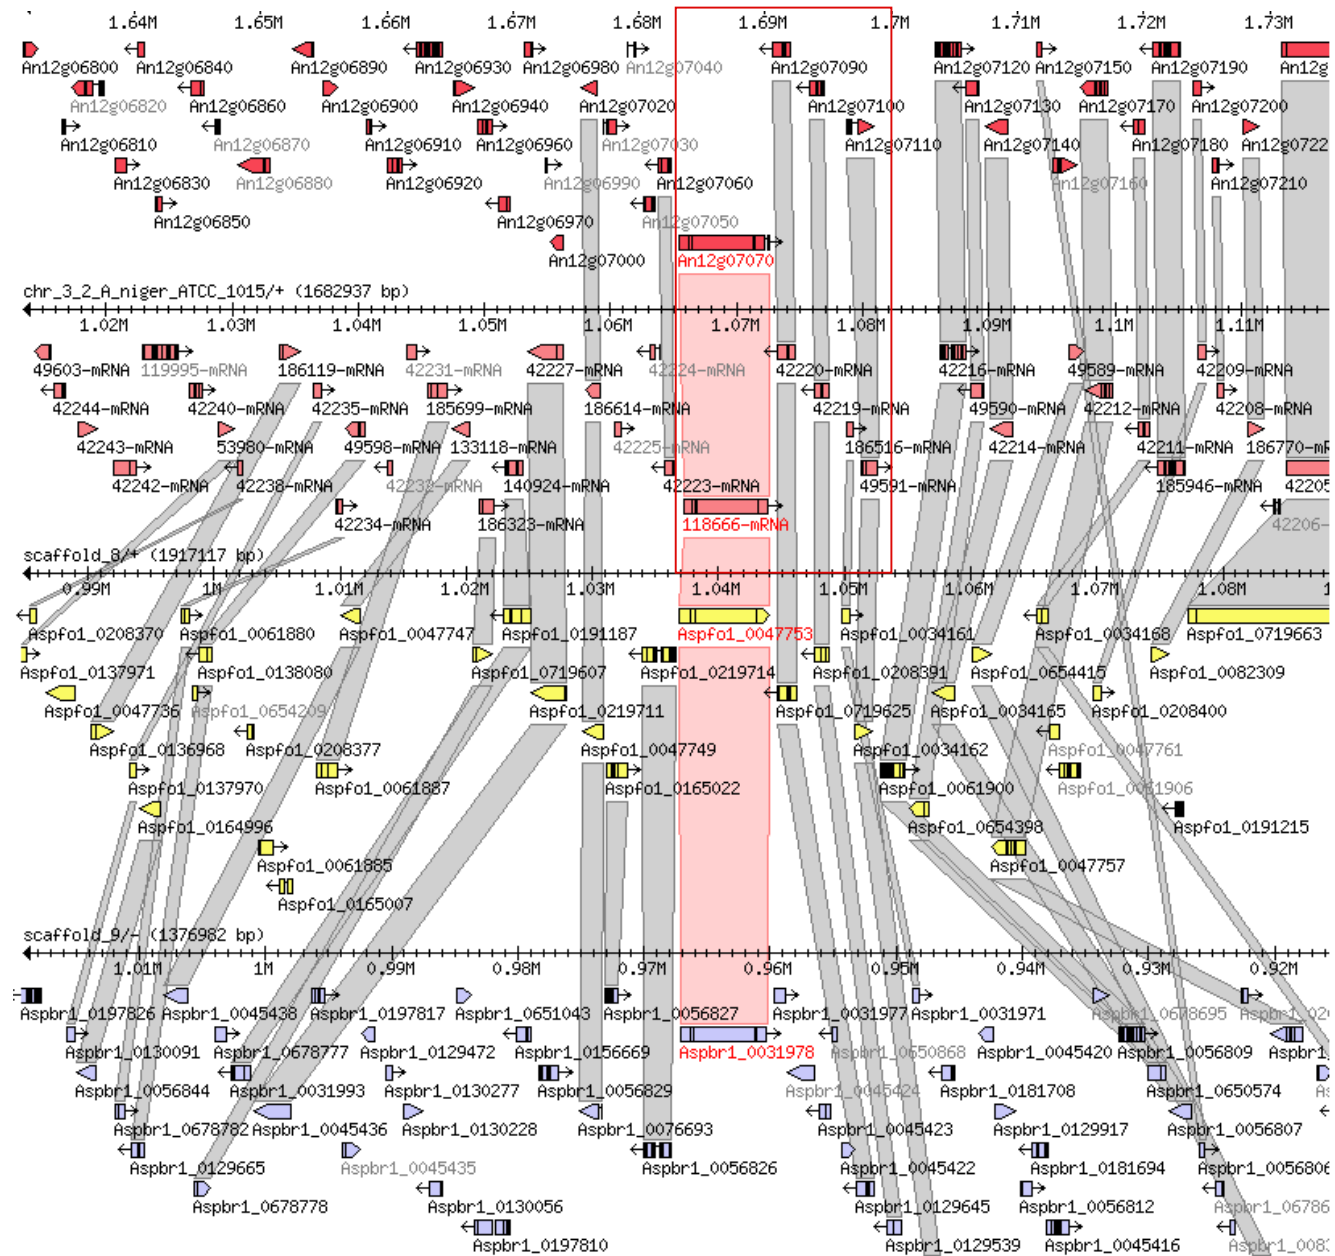 1.64M 1.65M 1.66M 1.67M 1.68M 1.69M 1.7M 1.71M 1.72M 1.73M
An12g06800 An12g06840 An12g06890 An12g06930 An12g06980 An12g07040 An12g07090 An12g07120 An12g07150 An12g07190 An12g
An12g06820 An12g06860 An12g06900 An12g06940 An12g07020 An12g07100 An12g07130 An12g07170 An12g07200
An12g06810 An12g06870 An12g06910 An12g06960 An12g07030 An12g07110 An12g07140 An12g07180 An12g0722
An12g06830 An12g06880 An12g06920 An12g06990 An12g07060 An12g07160 An12g07210
An12g06850 An12g06970 An12g07050
An12g07000 An12g07070
chr_3_2_A_niger_ATCC_1015/+ (1682937 bp)
1.02M 1.03M 1.04M 1.05M 1.06M 1.07M 1.08M 1.09M 1.1M 1.11M
49603-mRNA 119995-mRNA 186119-mRNA 42231-mRNA 42227-mRNA 42224-mRNA 42220-mRNA 42216-mRNA 49589-mRNA 42209-mRNA
42244-mRNA 42240-mRNA 42235-mRNA 185699-mRNA 186614-mRNA 42219-mRNA 49590-mRNA 42212-mRNA 42208-mRNA
42243-mRNA 53980-mRNA 49598-mRNA 133118-mRNA 42225-mRNA 186516-mRNA 42214-mRNA 42211-mRNA 186770-mR
42242-mRNA 42238-mRNA 42232-mRNA 140924-mRNA 42223-mRNA 49591-mRNA 185946-mRNA 42205
42234-mRNA 186323-mRNA 118666-mRNA 42206-
scaffold_8/+ (1917117 bp)
0.99M 1M 1.01M 1.02M 1.03M 1.04M 1.05M 1.06M 1.07M 1.08M 1
Aspfo1_0208370 Aspfo1_0061880 Aspfo1_0047747 Aspfo1_0191187 Aspfo1_0047753 Aspfo1_0034161 Aspfo1_0034168 Aspfo1_0719663
Aspfo1_0137971 Aspfo1_0138080 Aspfo1_0719607 Aspfo1_0219714 Aspfo1_0208391 Aspfo1_0654415 Aspfo1_0082309
Aspfo1_0047736 Aspfo1_0654209 Aspfo1_0219711 Aspfo1_0719625 Aspfo1_0034165 Aspfo1_0208400
Aspfo1_0136968 Aspfo1_0208377 Aspfo1_0047749 Aspfo1_0034162 Aspfo1_0047761
Aspfo1_0137970 Aspfo1_0061887 Aspfo1_0165022 Aspfo1_0061900 Aspfo1_0061906
Aspfo1_0164996 Aspfo1_0654398 Aspfo1_0191215
Aspfo1_0061885 Aspfo1_0047757
Aspfo1_0165007
scaffold_9/- (1376982 bp)
1.01M 1M 0.99M 0.98M 0.97M 0.96M 0.95M 0.94M 0.93M 0.92M
Aspbr1_0197826 Aspbr1_0045438 Aspbr1_0197817 Aspbr1_0651043 Aspbr1_0056827 Aspbr1_0031977 Aspbr1_0031971 Aspbr1_0678695
Aspbr1_0130091 Aspbr1_0678777 Aspbr1_0129472 Aspbr1_0156669 Aspbr1_0031978 Aspbr1_0650868 Aspbr1_0045420 Aspbr1_0056809 Aspbr1_
Aspbr1_0056844 Aspbr1_0031993 Aspbr1_0130277 Aspbr1_0056829 Aspbr1_0045424 Aspbr1_0181708 Aspbr1_0650574
Aspbr1_0678782 Aspbr1_0045436 Aspbr1_0130228 Aspbr1_0076693 Aspbr1_0045423 Aspbr1_0129917 Aspbr1_0056807
Aspbr1_0129665 Aspbr1_0045435 Aspbr1_0056826 Aspbr1_0045422 Aspbr1_0181694 Aspbr1_0056806
Aspbr1_0678778 Aspbr1_0130056 Aspbr1_0129645 Aspbr1_0056812 Aspbr1_06786
Aspbr1_0197810 Aspbr1_0129539 Aspbr1_0045416